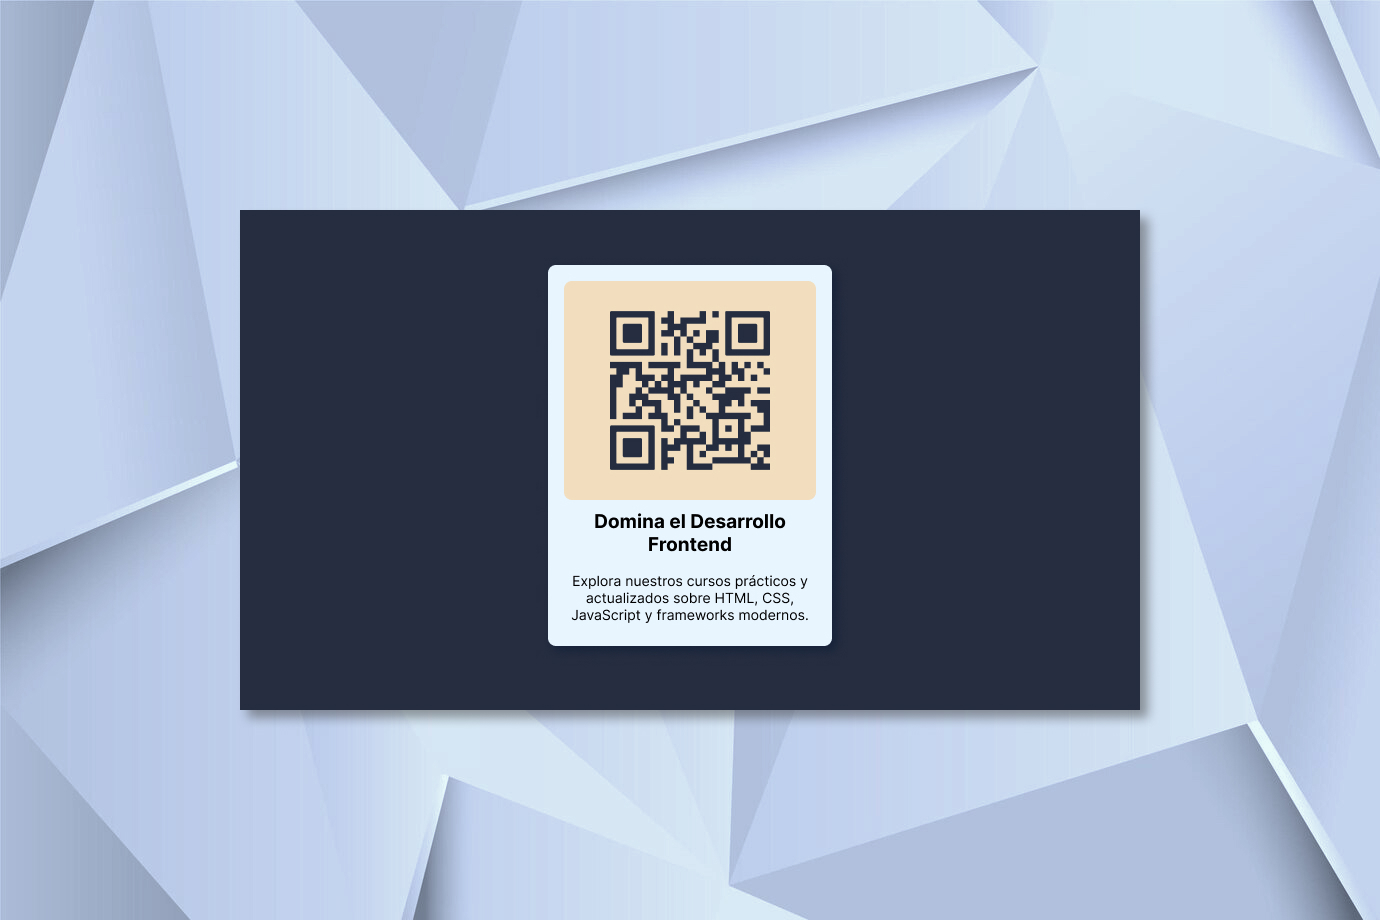 Domina el Desarrollo
Frontend
Explora nuestros cursos prácticos y
actualizados sobre HTML, CSS,
JavaScript y frameworks modernos.